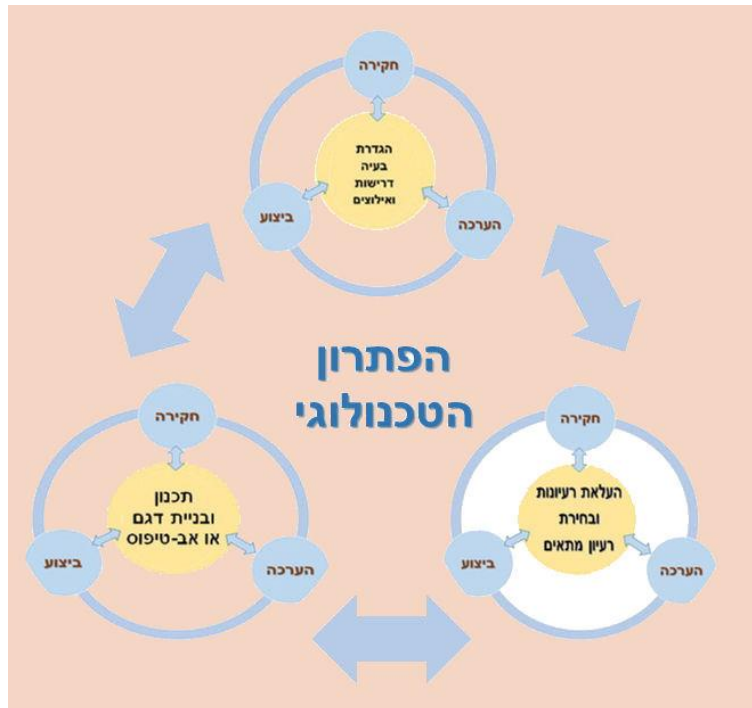 חקירה
הגדרת
בעיה
דרישות
ואילוצים
ביצוע
הערכה
הפתרון
הטכנולוגי
חקירה
העלאת רעיונות
ובחירת
רעיון מתאים
ביצוע
הערכה
חקירה
תכנון
ובניית דגם
או אב-טיפוס
ביצוע
הערכה